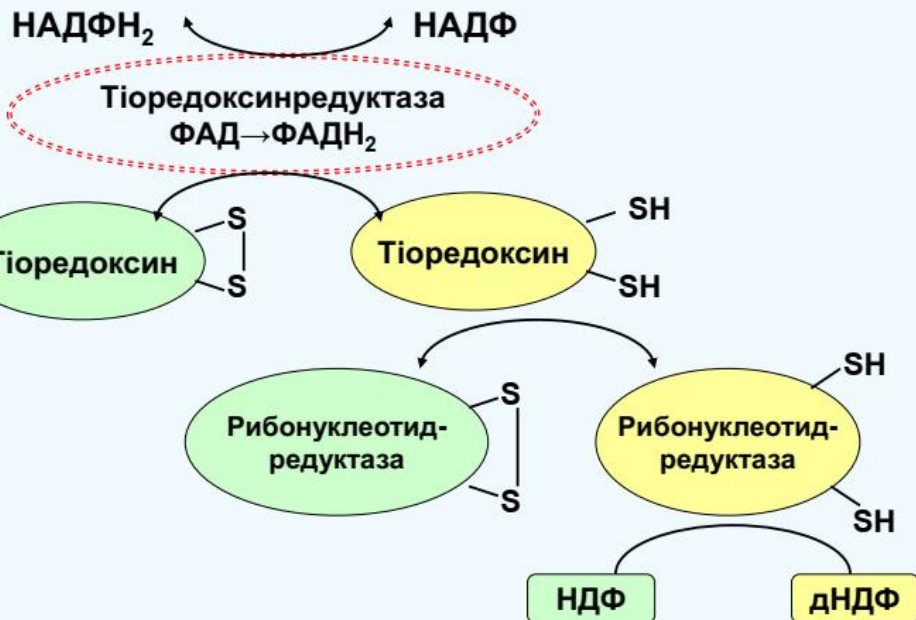 НАДФН₂
НАДФ
Тіоредоксинредуктаза
ФАД→ФАДН₂
Тіоредоксин
S
S
Тіоредоксин
SH
SH
Рибонуклеотид-
редуктаза
S
S
Рибонуклеотид-
редуктаза
SH
SH
НДФ
дНДФ